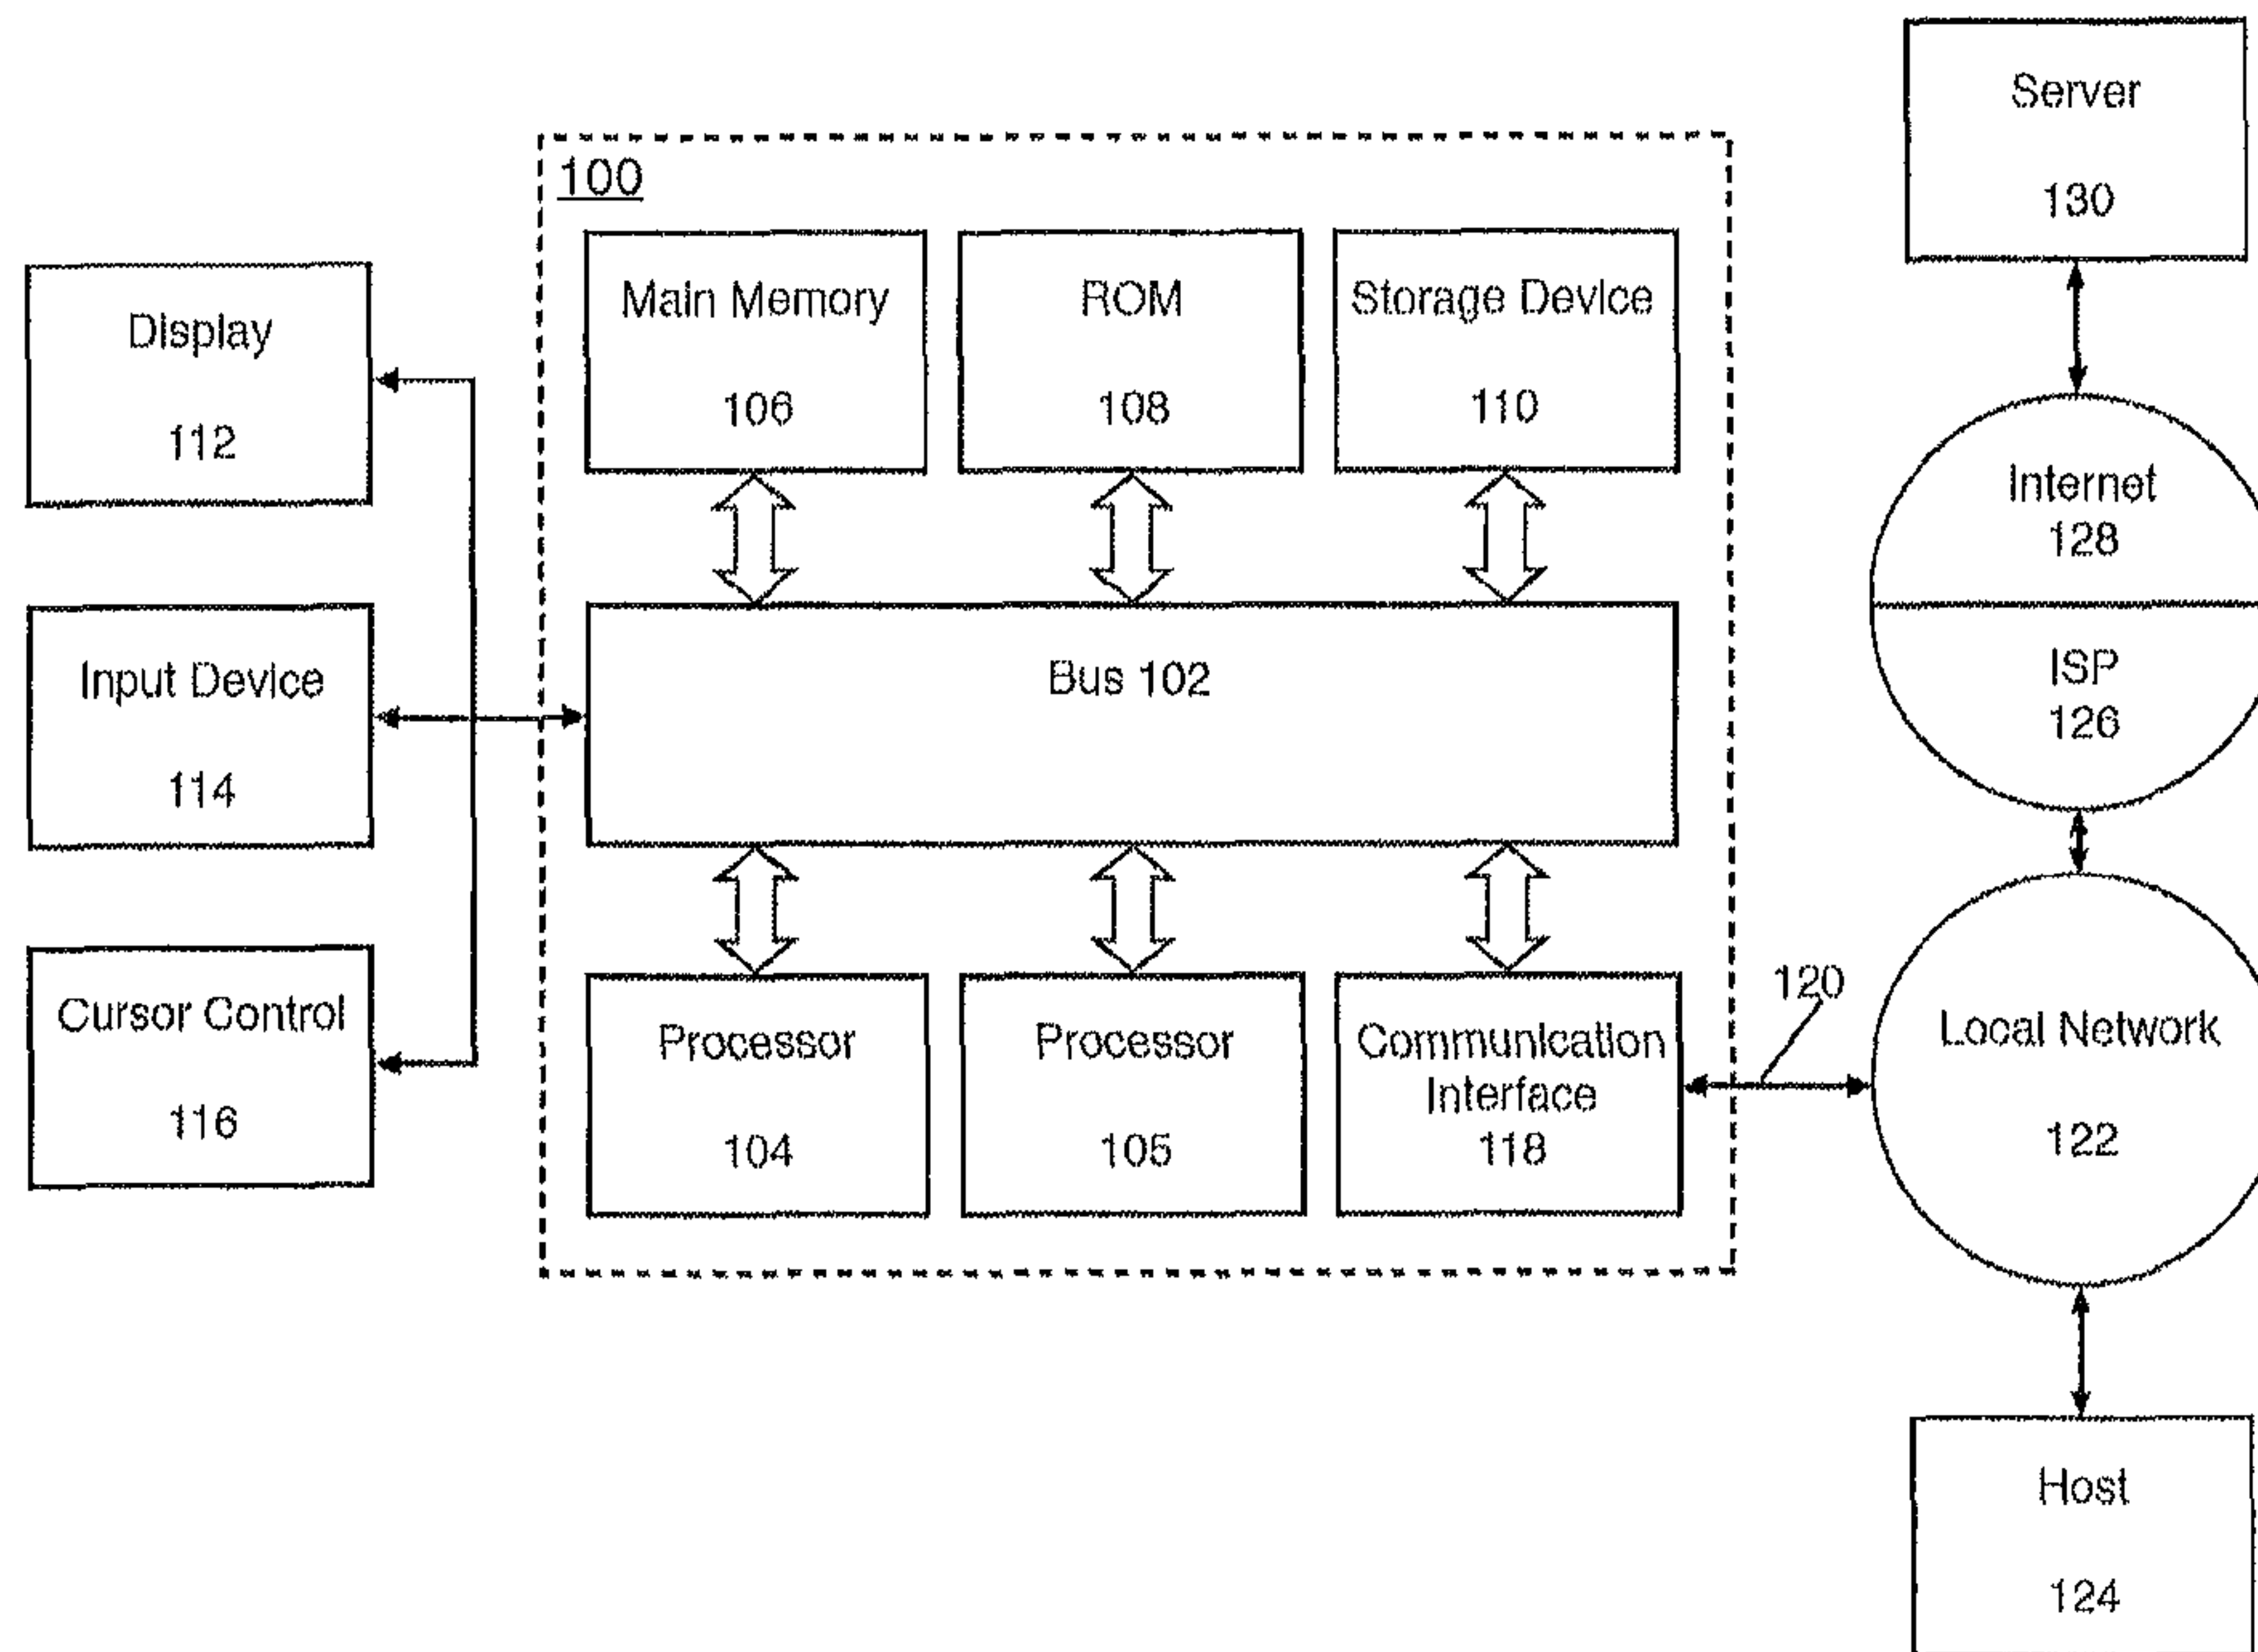 Server
130
100
Main Memory
106
ROM
108
Storage Device
110
Display
112
Internet
128
ISP
126
Bus 102
Input Device
114
Cursor Control
116
Processor
104
Processor
105
Communication
Interface
118
120
Local Network
122
Host
124